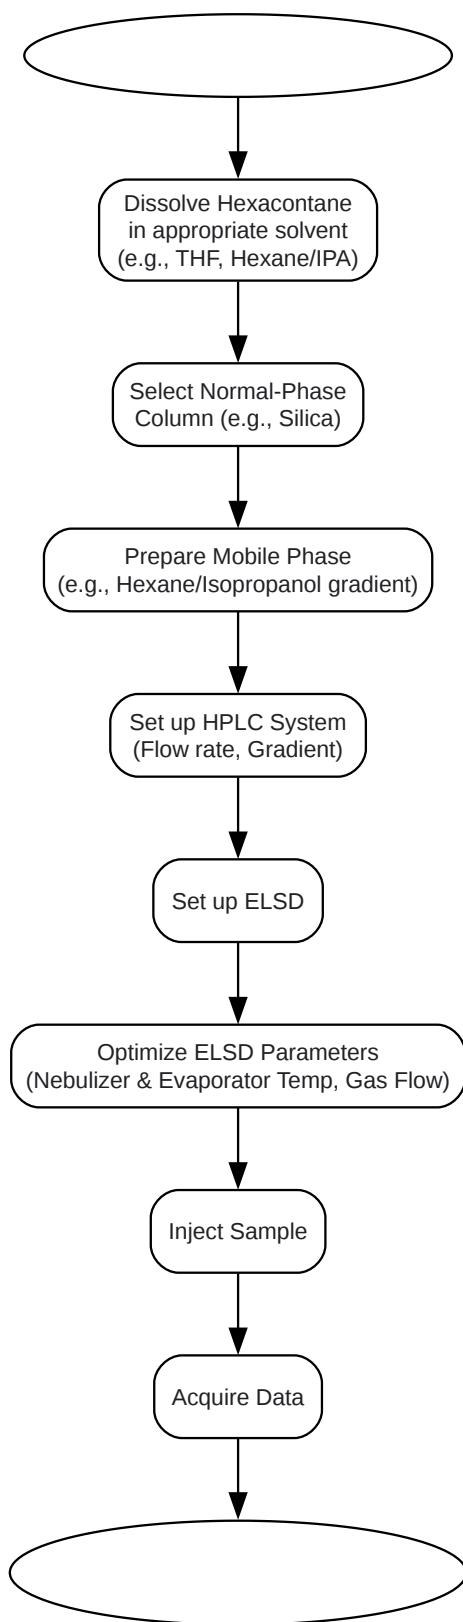 Dissolve Hexacontane
in appropriate solvent
(e.g., THF, Hexane/IPA)
Select Normal-Phase
Column (e.g., Silica)
Prepare Mobile Phase
(e.g., Hexane/Isopropanol gradient)
Set up HPLC System
(Flow rate, Gradient)
Set up ELSD
Optimize ELSD Parameters
(Nebulizer & Evaporator Temp, Gas Flow)
Inject Sample
Acquire Data